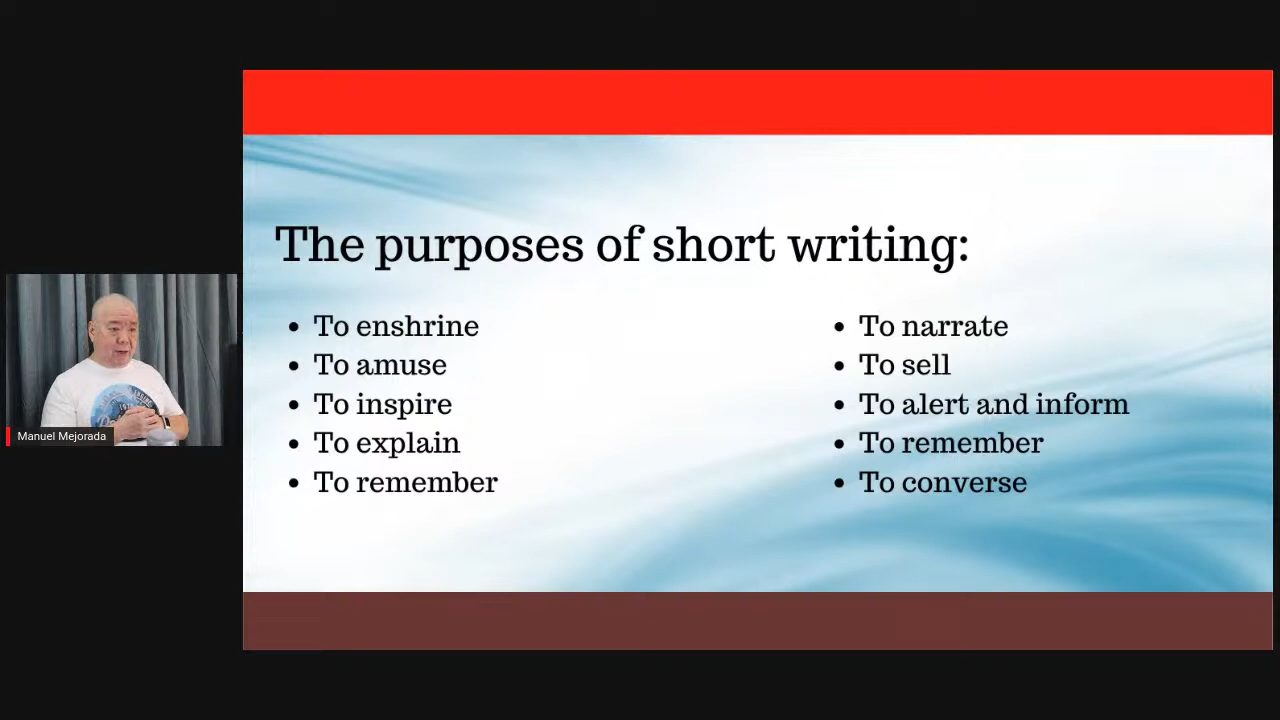 The purposes of short writing:
To enshrine
To amuse
To inspire
To explain
To remember
To narrate
To sell
To alert and inform
To remember
To converse
Manuel Mejorada